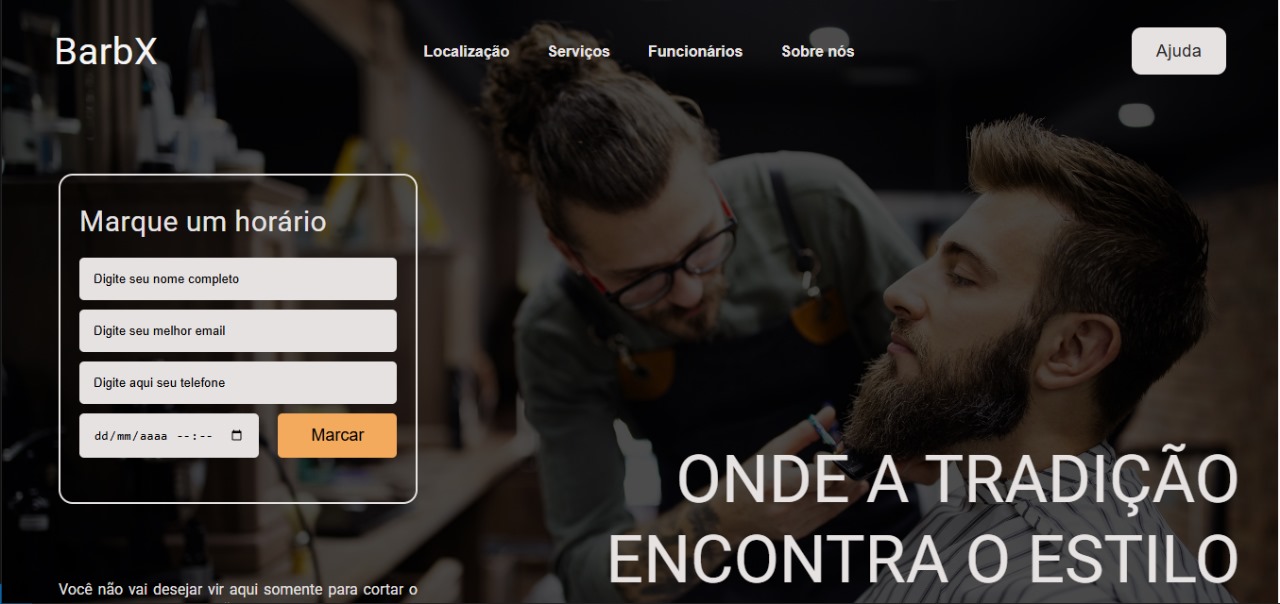 BarbX
Localização
Serviços
Funcionários
Sobre nós
Ajuda
Marque um horário
Digite seu nome completo
Digite seu melhor email
Digite aqui seu telefone
dd/mm/aaaa --:--
Marcar
ONDE A TRADIÇÃO
ENCONTRA O ESTILO
Você não vai desejar vir aqui somente para cortar o